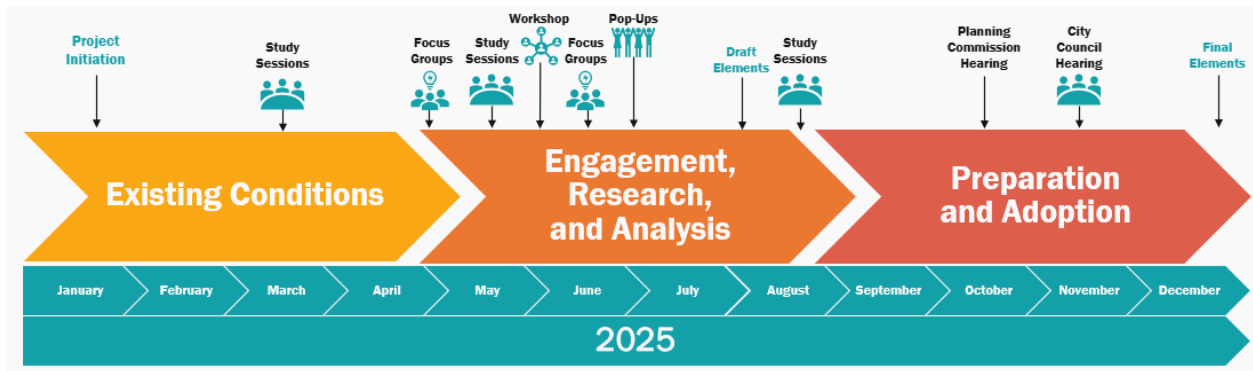 Project
Initiation
Study
Sessions
Focus
Groups
Study
Sessions
Workshop
Focus
Groups
Pop-Ups
Draft
Elements
Study
Sessions
Planning
Commission
Hearing
City
Council
Hearing
Final
Elements
Existing Conditions
Engagement,
Research,
and Analysis
Preparation
and Adoption
January
February
March
April
May
June
July
August
September
October
November
December
2025